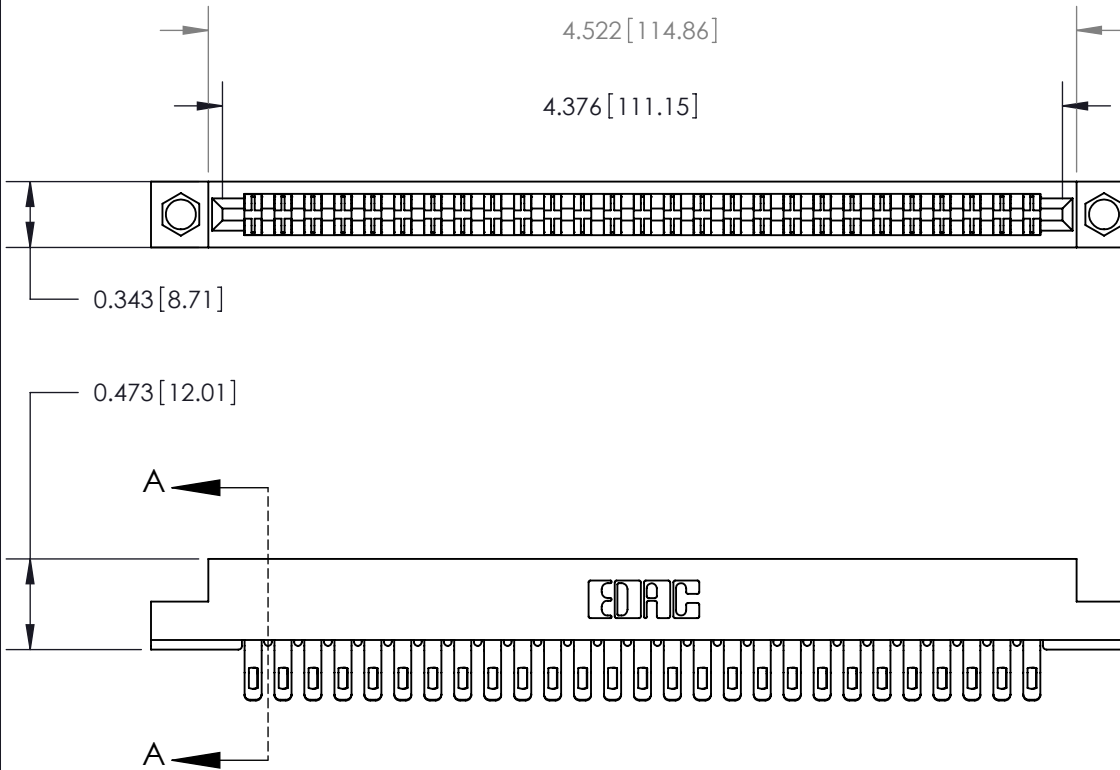 4.522 [114.86]
4.376 [111.15]
0.343 [8.71]
0.473 [12.01]
A
EDAC
A